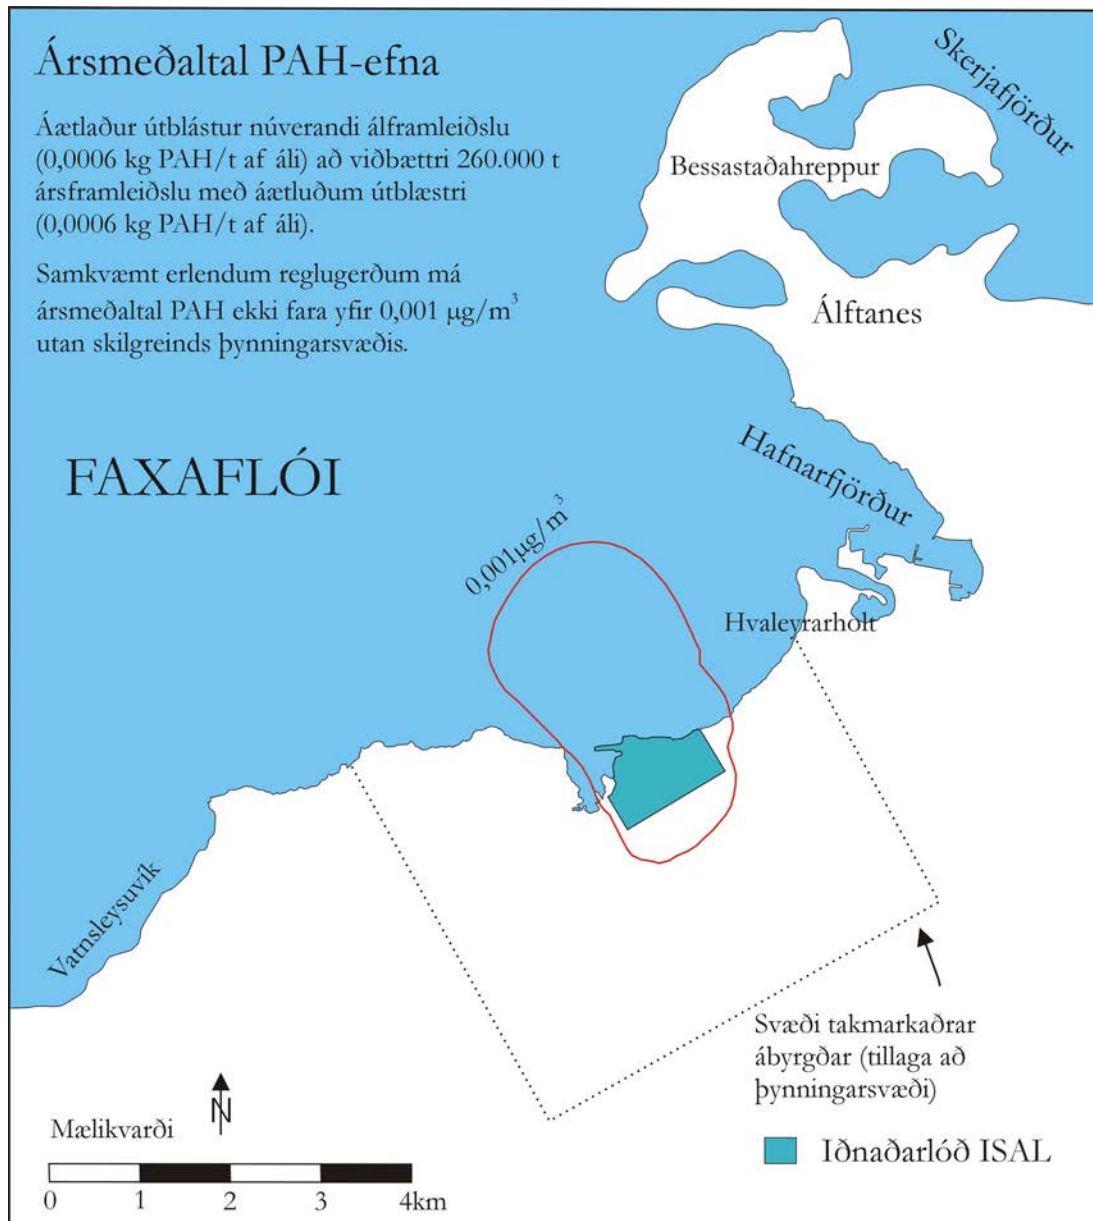 Ársmeðaltal PAH-efna
Áætlaður útblástur núverandi álframleiðslu
(0,0006 kg PAH/t af áli) að viðbættri 260.000 t
ársframleiðslu með áætluðum útblæstri
(0,0006 kg PAH/t af áli).
Samkvæmt erlendum reglugerðum má
ársmeðaltal PAH ekki fara yfir 0,001 µg/m³
utan skilgreinds þynningarsvæðis.
Skerjafjörður
Bessastaðahreppur
Álftanes
FAXAFLÓI
Hafnarfjörður
0,001µg/m³
Hvaleyrarholt
Vatnsleysuvík
Svæði takmarkaðrar
ábyrgðar (tillaga að
þynningarsvæði)
N
Mælikvarði
0 1 2 3 4km
Iðnaðarlóð ISAL